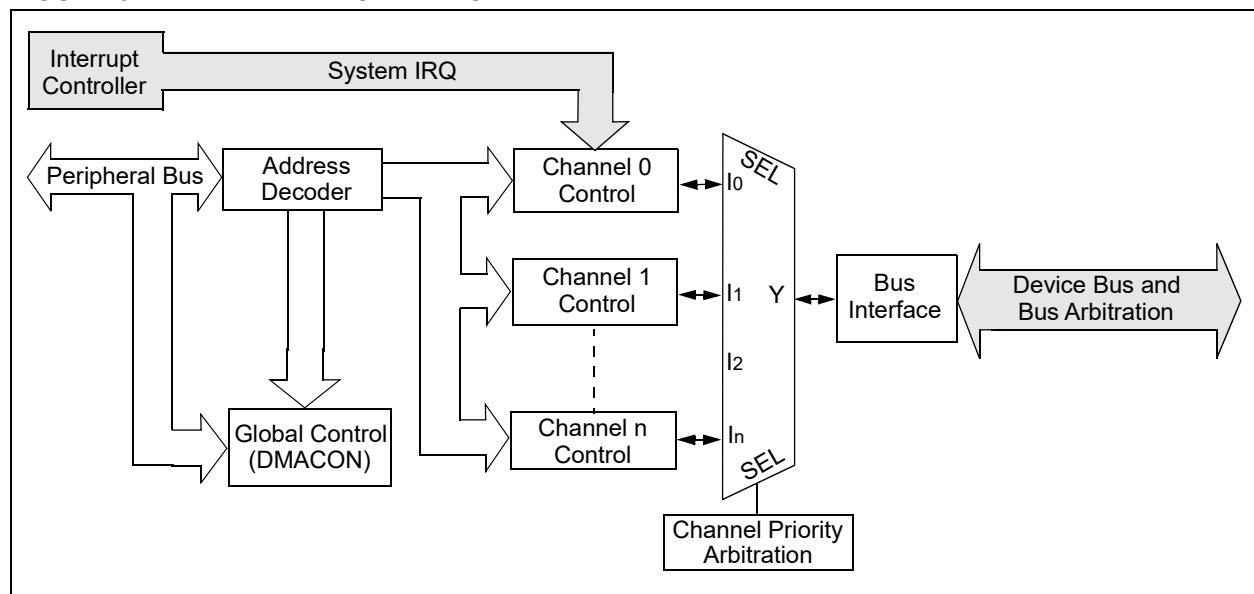 Interrupt
Controller
System IRQ
Peripheral Bus
Address
Decoder
Channel 0
Control
SEL
I0
Channel 1
Control
I1
Y
Bus
Interface
Device Bus and
Bus Arbitration
I2
Global Control
(DMACON)
Channel n
Control
In
SEL
Channel Priority
Arbitration